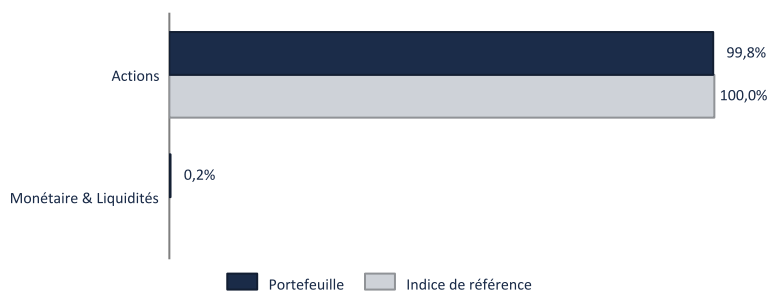 99,8%
Actions
100,0%
0,2%
Monétaire & Liquidités
Portefeuille Indice de référence